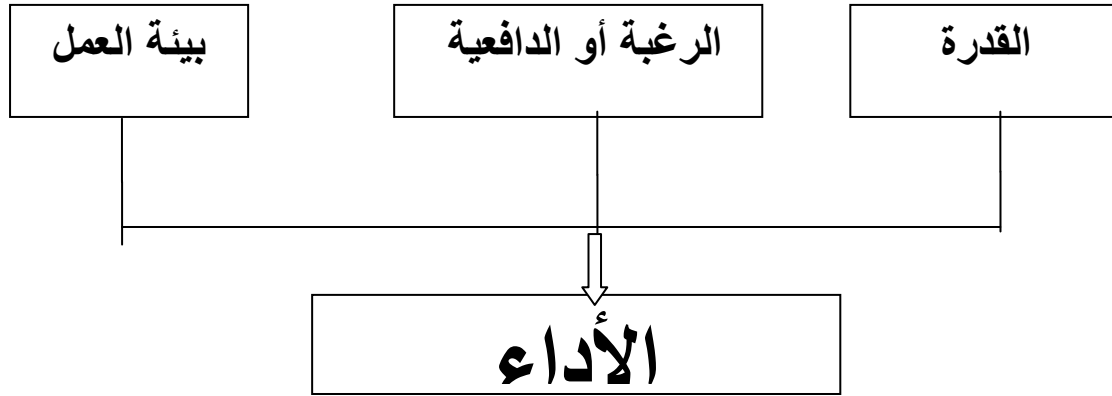 القدرة
الرغبة أو الدافعية
بيئة العمل
الأداء